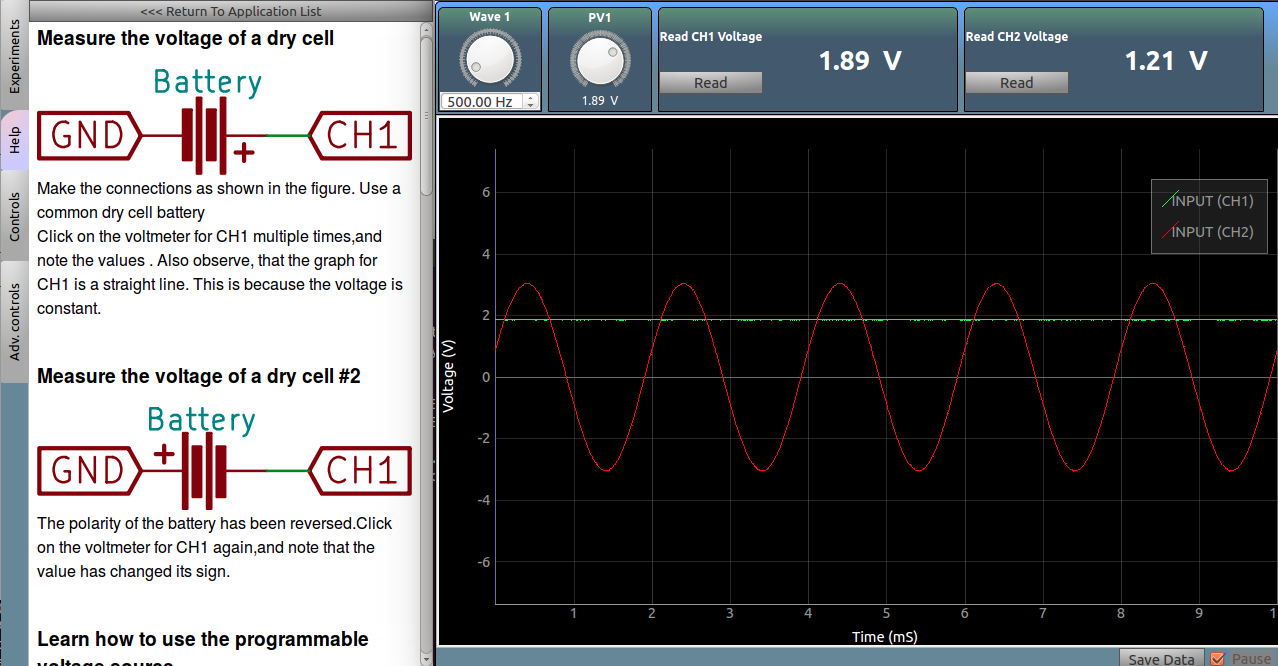 <<< Return To Application List
Experiments
Help
Controls
Adv. controls
Measure the voltage of a dry cell
Battery
GND
+
CH1
Make the connections as shown in the figure. Use a
common dry cell battery
Click on the voltmeter for CH1 multiple times,and
note the values . Also observe, that the graph for
CH1 is a straight line. This is because the voltage is
constant.
Measure the voltage of a dry cell #2
Battery
GND
+
CH1
The polarity of the battery has been reversed.Click
on the voltmeter for CH1 again,and note that the
value has changed its sign.
Learn how to use the programmable
voltage source
Wave 1
500.00 Hz
PV1
1.89 V
Read CH1 Voltage
1.89 V
Read
Read CH2 Voltage
1.21 V
Read
INPUT (CH1)
INPUT (CH2)
Voltage (V)
6
4
2
0
-2
-4
-6
1 2 3 4 5 6 7 8 9 1
Time (mS)
Save Data
Pause